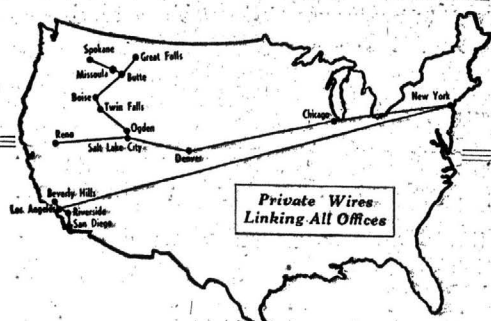 Spokane
Great Falls
Missoula
Butte
Boise
Twin Falls
Ogden
Reno
Salt Lake City
Denver
Chicago
New York
Beverly Hills
Los Angeles
Riverside
San Diego
Private Wires
Linking All Offices